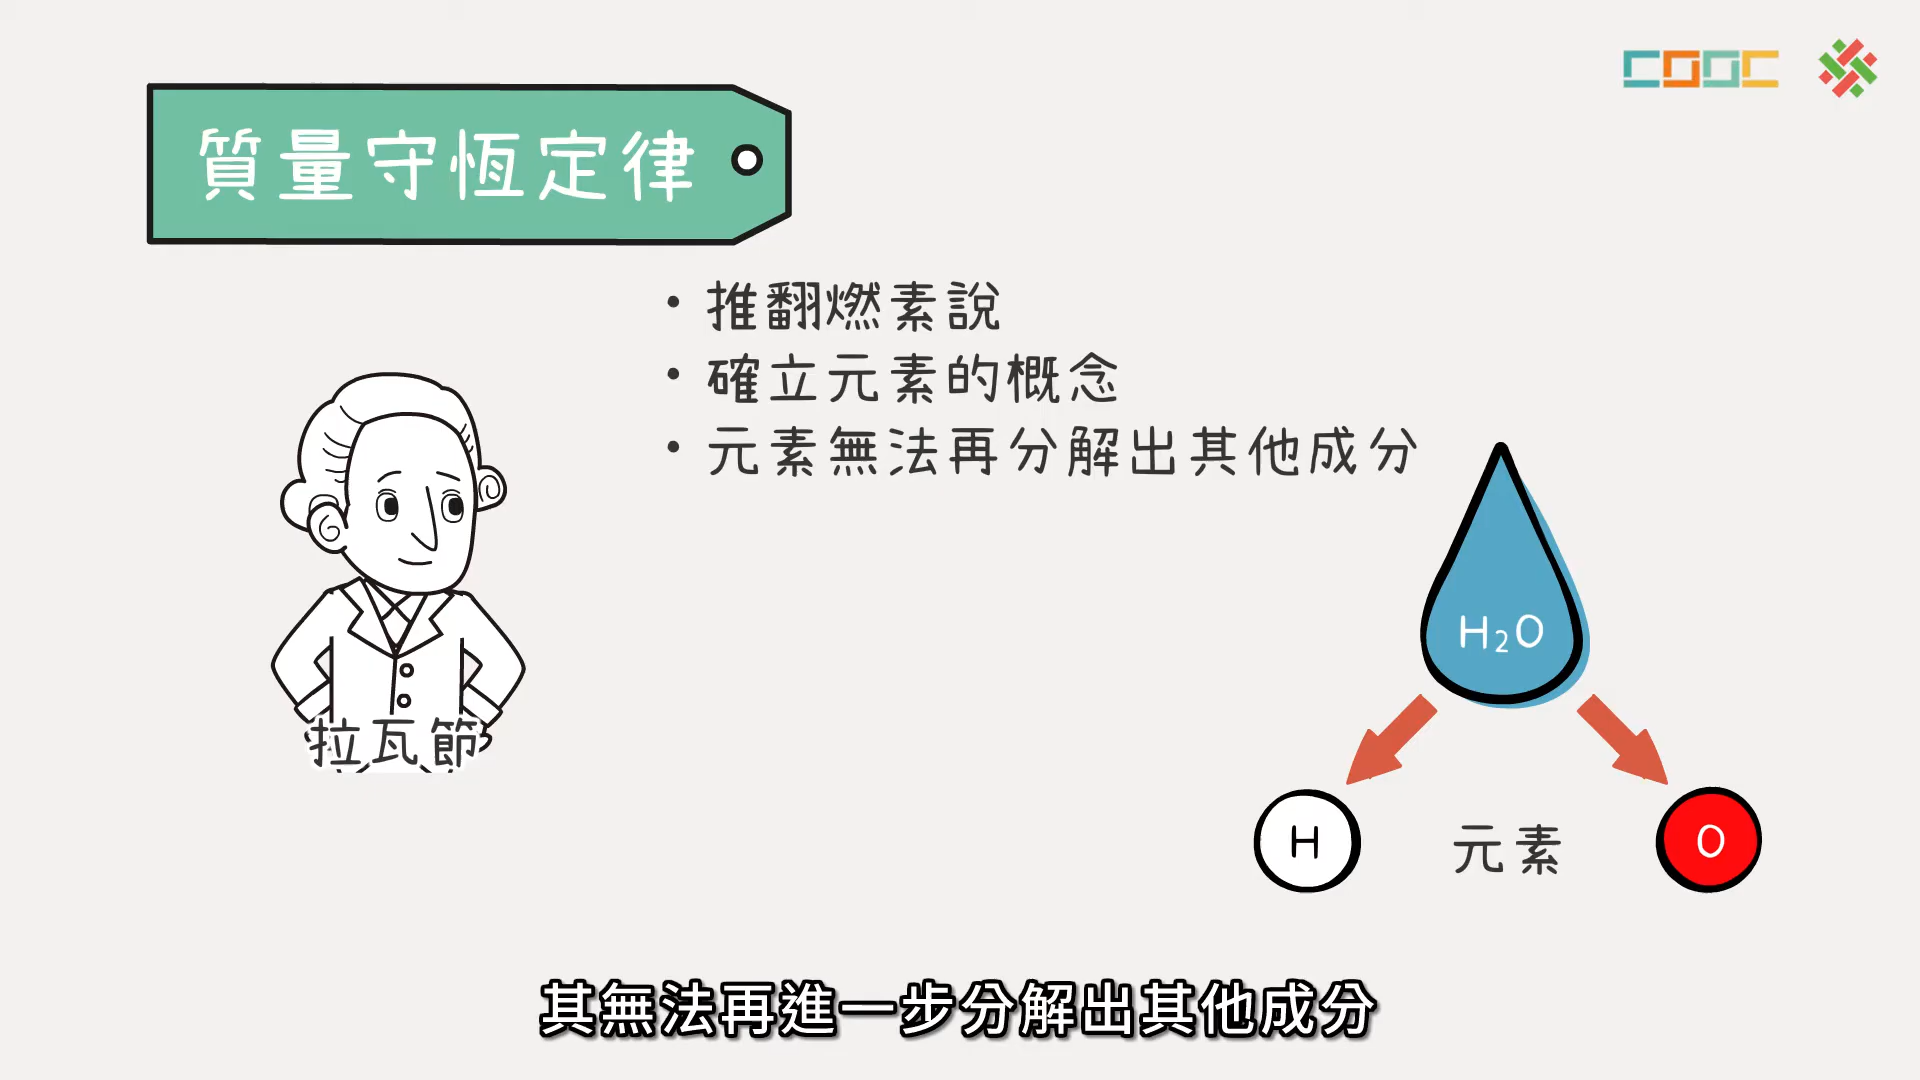 COOC
質量守恆定律
• 推翻燃素說
• 確立元素的概念
• 元素無法再分解出其他成分
H₂O
拉瓦節
H
元素
O
其無法再進一步分解出其他成分